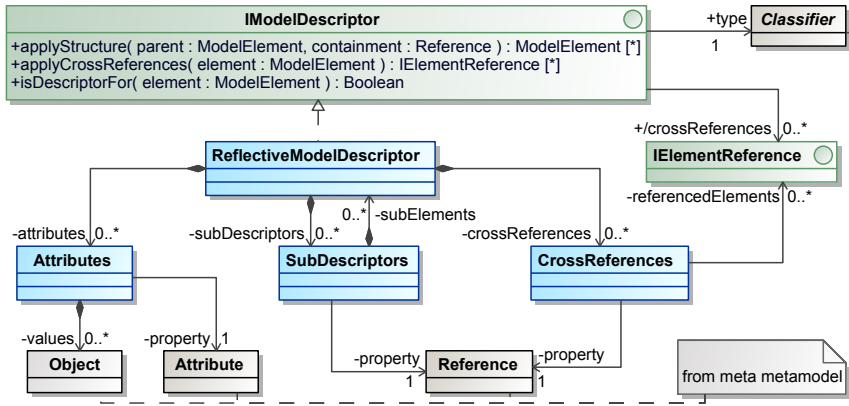 IModelDescriptor
+applyStructure( parent : ModelElement, containment : Reference ) : ModelElement [*]
+applyCrossReferences( element : ModelElement ) : IElementReference [*]
+isDescriptorFor( element : ModelElement ) : Boolean
+type
1
Classifier
+/crossReferences 0..*
IElementReference
-referencedElements 0..*
ReflectiveModelDescriptor
0..* -subElements
-attributes 0..*
-subDescriptors 0..*
-crossReferences 0..*
Attributes
SubDescriptors
CrossReferences
-values 0..*
-property 1
Object
Attribute
-property
1
Reference
-property
1
from meta metamodel